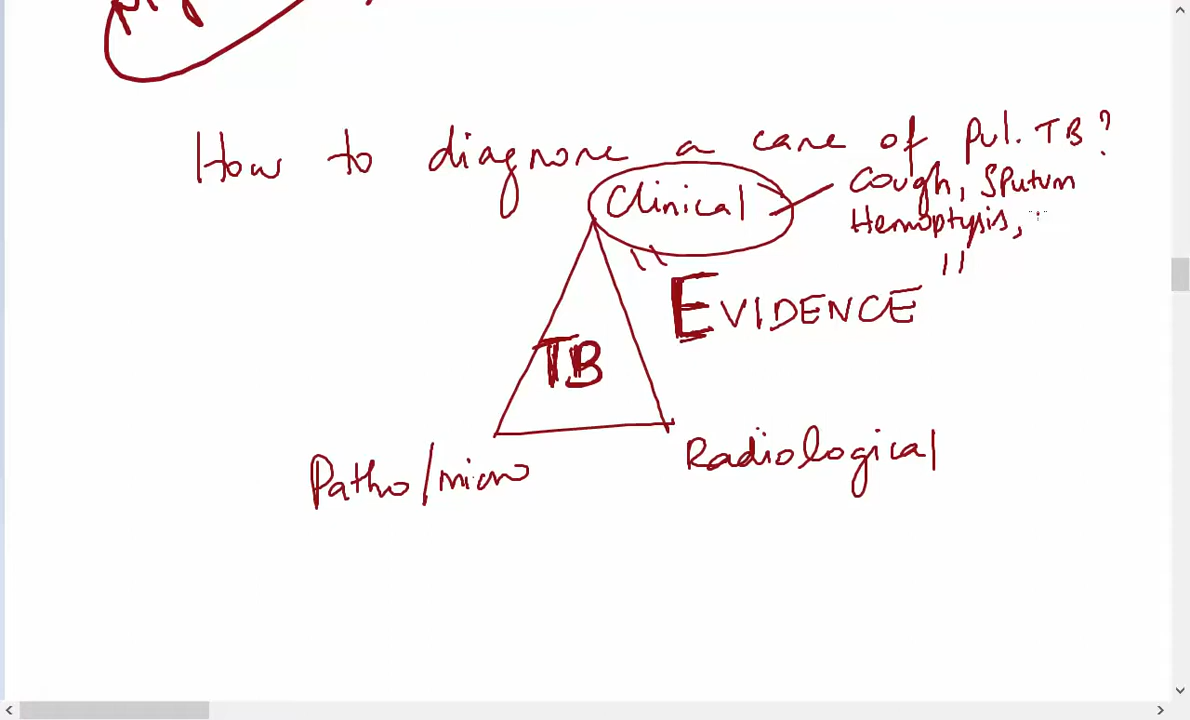 How to diagnose a case of Pul. TB?
Clinical
Cough, Sputum
Hemoptysis,
"EVIDENCE"
TB
Patho/micro
Radiological